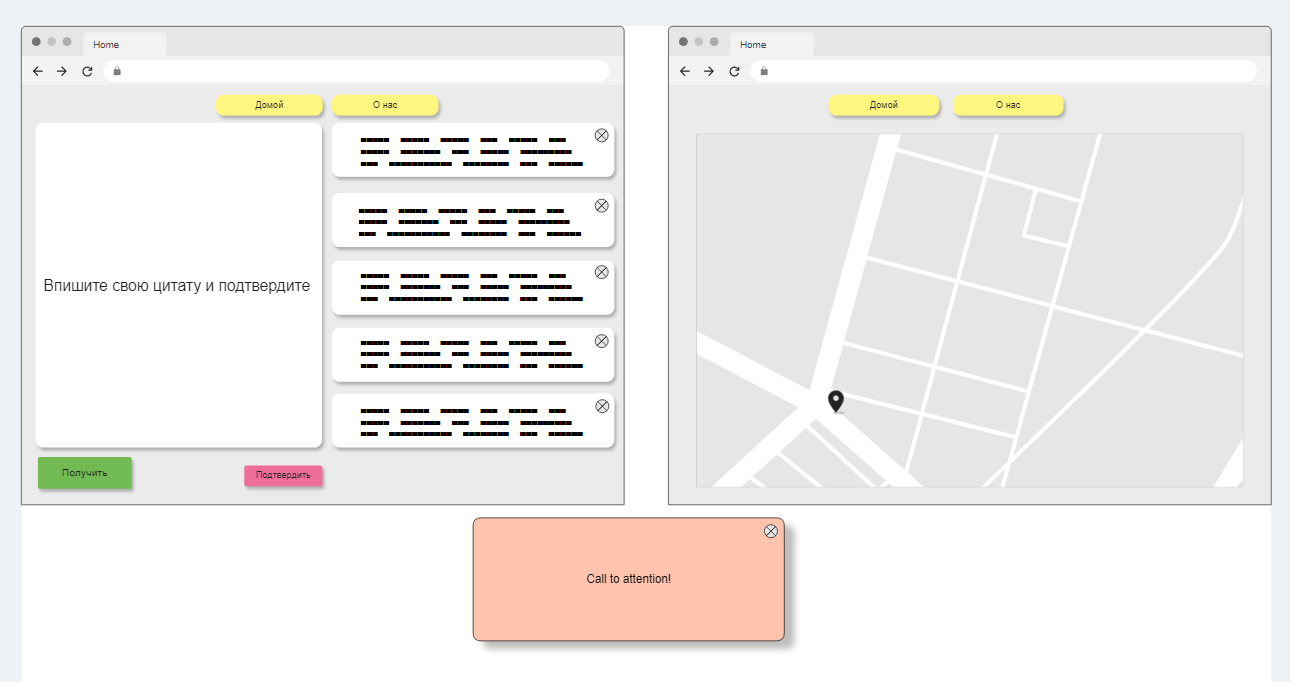 Home
Домой
О нас
Впишите свою цитату и подтвердите
Получить
Подтвердить
Home
Домой
О нас
Call to attention!